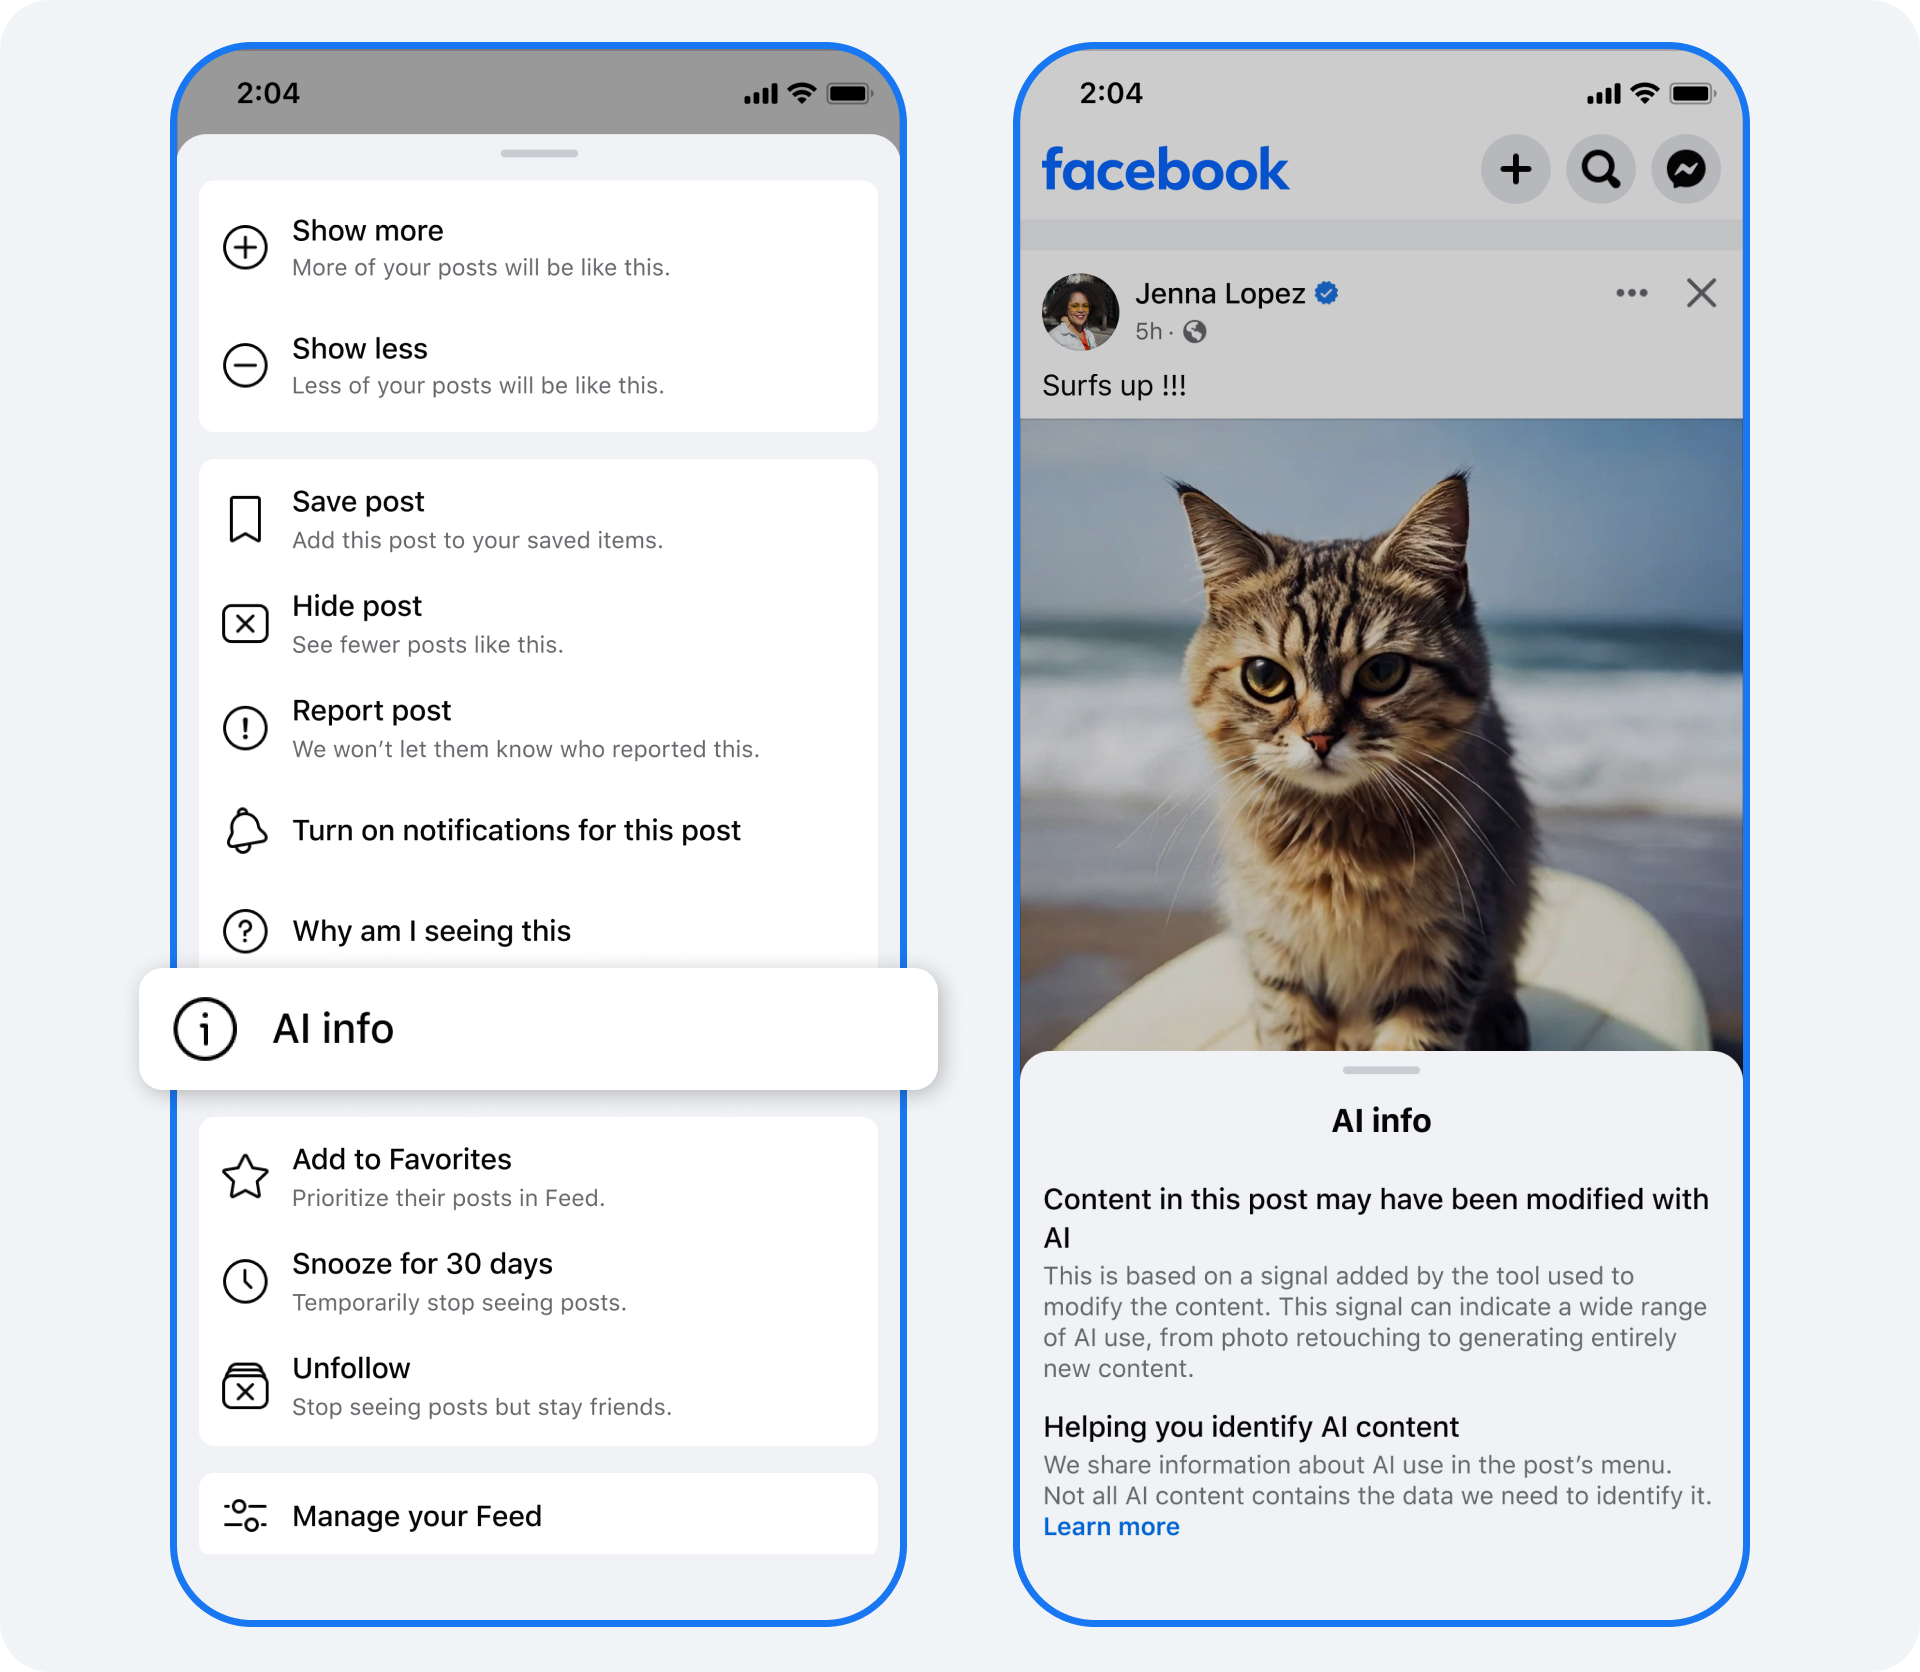 2:04
Show more
More of your posts will be like this.
Show less
Less of your posts will be like this.
Save post
Add this post to your saved items.
Hide post
See fewer posts like this.
Report post
We won’t let them know who reported this.
Turn on notifications for this post
Why am I seeing this
AI info
Add to Favorites
Prioritize their posts in Feed.
Snooze for 30 days
Temporarily stop seeing posts.
Unfollow
Stop seeing posts but stay friends.
Manage your Feed
2:04
facebook
Jenna Lopez
5h ·
Surfs up !!!
AI info
Content in this post may have been modified with
AI
This is based on a signal added by the tool used to
modify the content. This signal can indicate a wide range
of AI use, from photo retouching to generating entirely
new content.
Helping you identify AI content
We share information about AI use in the post’s menu.
Not all AI content contains the data we need to identify it.
Learn more